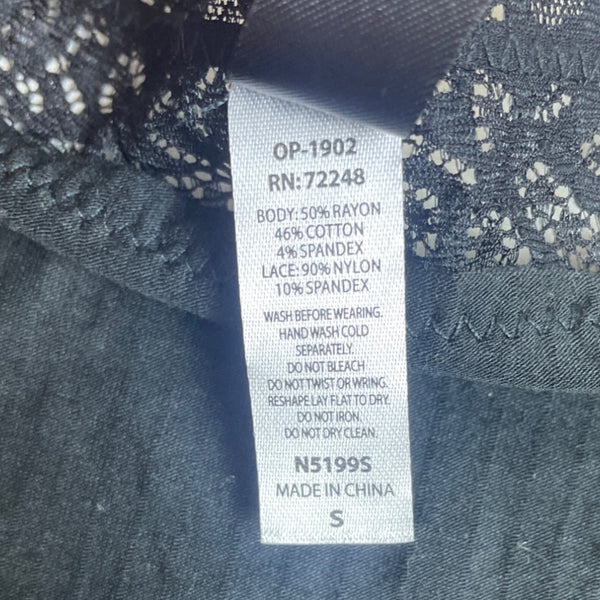 OP-1902
RN: 72248
BODY: 50% RAYON
46% COTTON
4% SPANDEX
LACE: 90% NYLON
10% SPANDEX
WASH BEFORE WEARING.
HAND WASH COLD
SEPARATELY.
DO NOT BLEACH
DO NOT TWIST OR WRING.
RESHAPE LAY FLAT TO DRY.
DO NOT IRON.
DO NOT DRY CLEAN.
N5199S
MADE IN CHINA
S